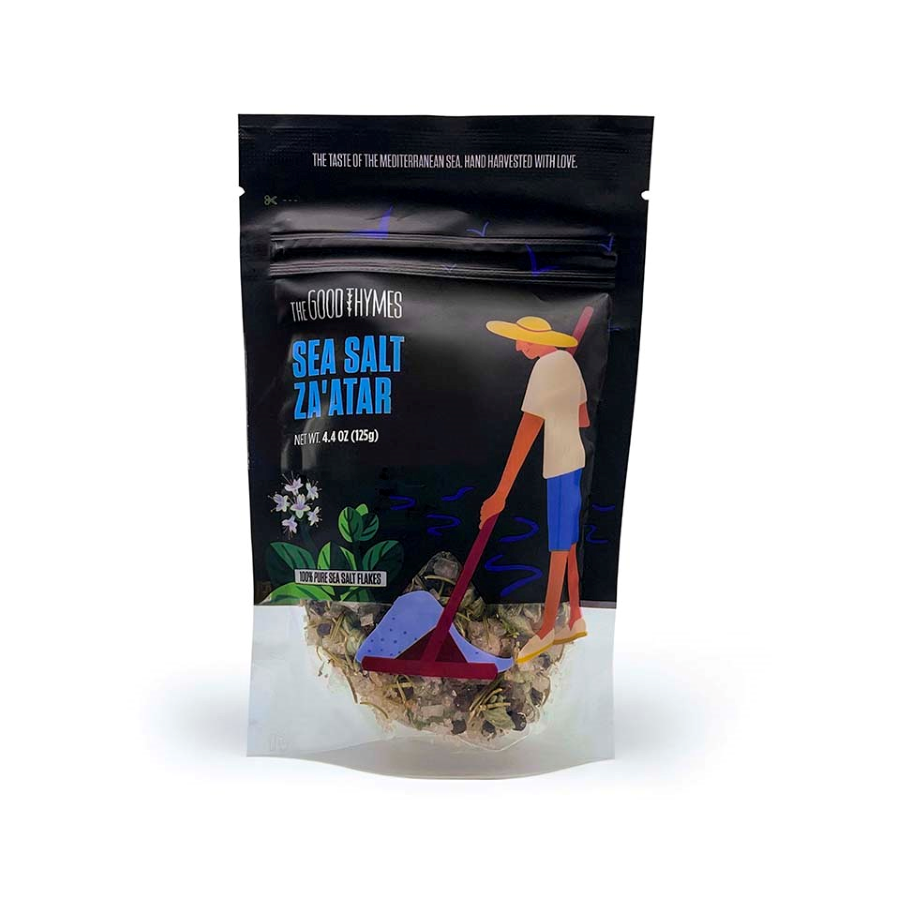 THE TASTE OF THE MEDITERRANEAN SEA. HAND HARVESTED WITH LOVE.
THE GOOD THYMES
SEA SALT
ZA'ATAR
NET WT. 4.4 OZ (125g)
100% PURE SEA SALT FLAKES